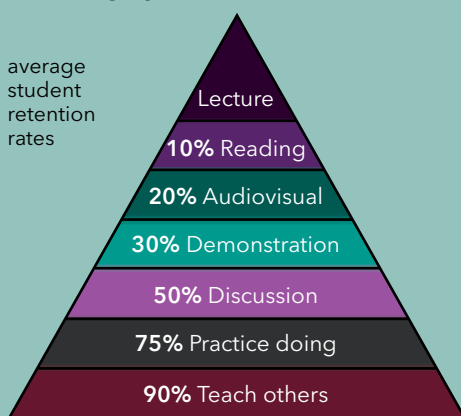 average
student
retention
rates
Lecture
10% Reading
20% Audiovisual
30% Demonstration
50% Discussion
75% Practice doing
90% Teach others